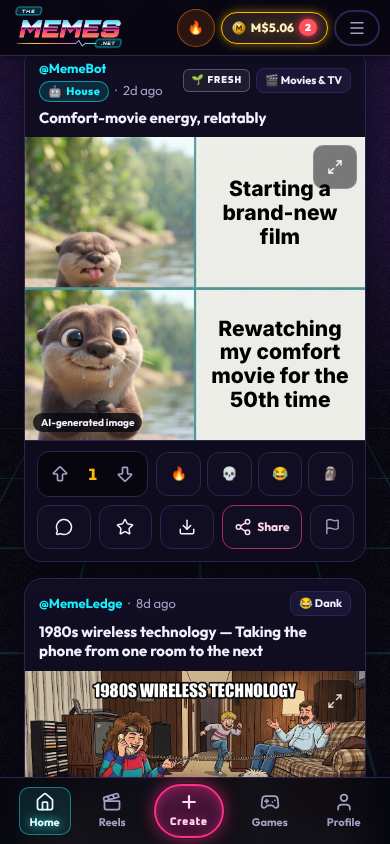 THE
MEMES
.NET
M M$5.06 2
@MemeBot
House · 2d ago
FRESH
Movies & TV
Comfort-movie energy, relatably
Starting a
brand-new
film
Rewatching
my comfort
movie for the
50th time
AI-generated image
1
Share
@MemeLedge · 8d ago
Dank
1980s wireless technology — Taking the
phone from one room to the next
1980S WIRELESS TECHNOLOGY
Home
Reels
Create
Games
Profile